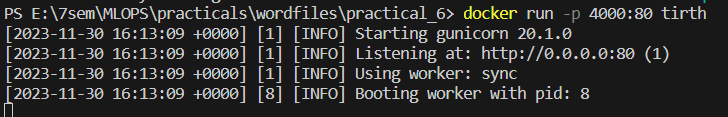 PS E:\7sem\MLOPS\practicals\wordfiles\practical_6> docker run -p 4000:80 tirth
[2023-11-30 16:13:09 +0000] [1] [INFO] Starting gunicorn 20.1.0
[2023-11-30 16:13:09 +0000] [1] [INFO] Listening at: http://0.0.0.0:80 (1)
[2023-11-30 16:13:09 +0000] [1] [INFO] Using worker: sync
[2023-11-30 16:13:09 +0000] [8] [INFO] Booting worker with pid: 8